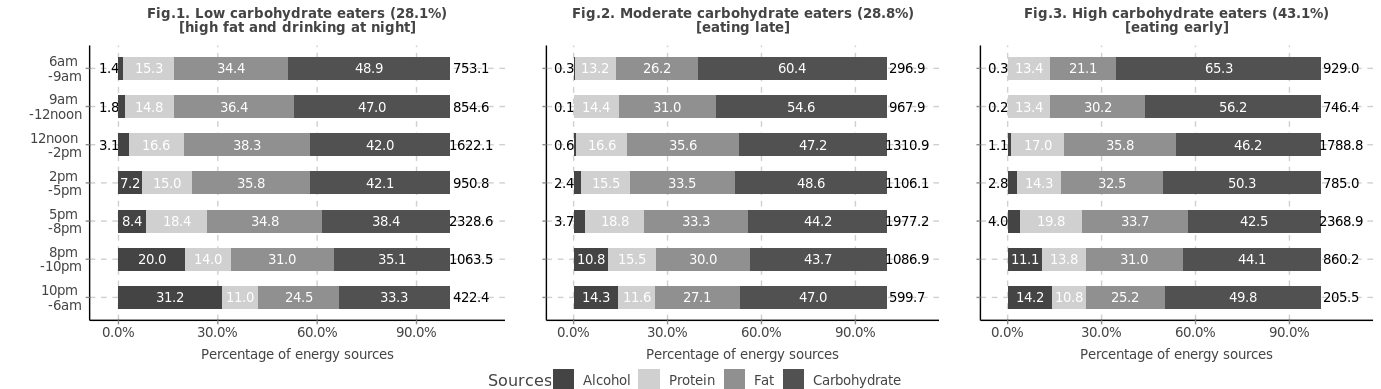 Fig.1. Low carbohydrate eaters (28.1%)
[high fat and drinking at night]
6am
-9am
1.4 15.3 34.4 48.9 753.1
9am
-12noon
1.8 14.8 36.4 47.0 854.6
12noon
-2pm
3.1 16.6 38.3 42.0 1622.1
2pm
-5pm
7.2 15.0 35.8 42.1 950.8
5pm
-8pm
8.4 18.4 34.8 38.4 2328.6
8pm
-10pm
20.0 14.0 31.0 35.1 1063.5
10pm
-6am
31.2 11.0 24.5 33.3 422.4
0.0% 30.0% 60.0% 90.0%
Percentage of energy sources
Fig.2. Moderate carbohydrate eaters (28.8%)
[eating late]
0.3 13.2 26.2 60.4 296.9
0.1 14.4 31.0 54.6 967.9
0.6 16.6 35.6 47.2 1310.9
2.4 15.5 33.5 48.6 1106.1
3.7 18.8 33.3 44.2 1977.2
10.8 15.5 30.0 43.7 1086.9
14.3 11.6 27.1 47.0 599.7
0.0% 30.0% 60.0% 90.0%
Percentage of energy sources
Fig.3. High carbohydrate eaters (43.1%)
[eating early]
0.3 13.4 21.1 65.3 929.0
0.2 13.4 30.2 56.2 746.4
1.1 17.0 35.8 46.2 1788.8
2.8 14.3 32.5 50.3 785.0
4.0 19.8 33.7 42.5 2368.9
11.1 13.8 31.0 44.1 860.2
14.2 10.8 25.2 49.8 205.5
0.0% 30.0% 60.0% 90.0%
Percentage of energy sources
Sources Alcohol Protein Fat Carbohydrate